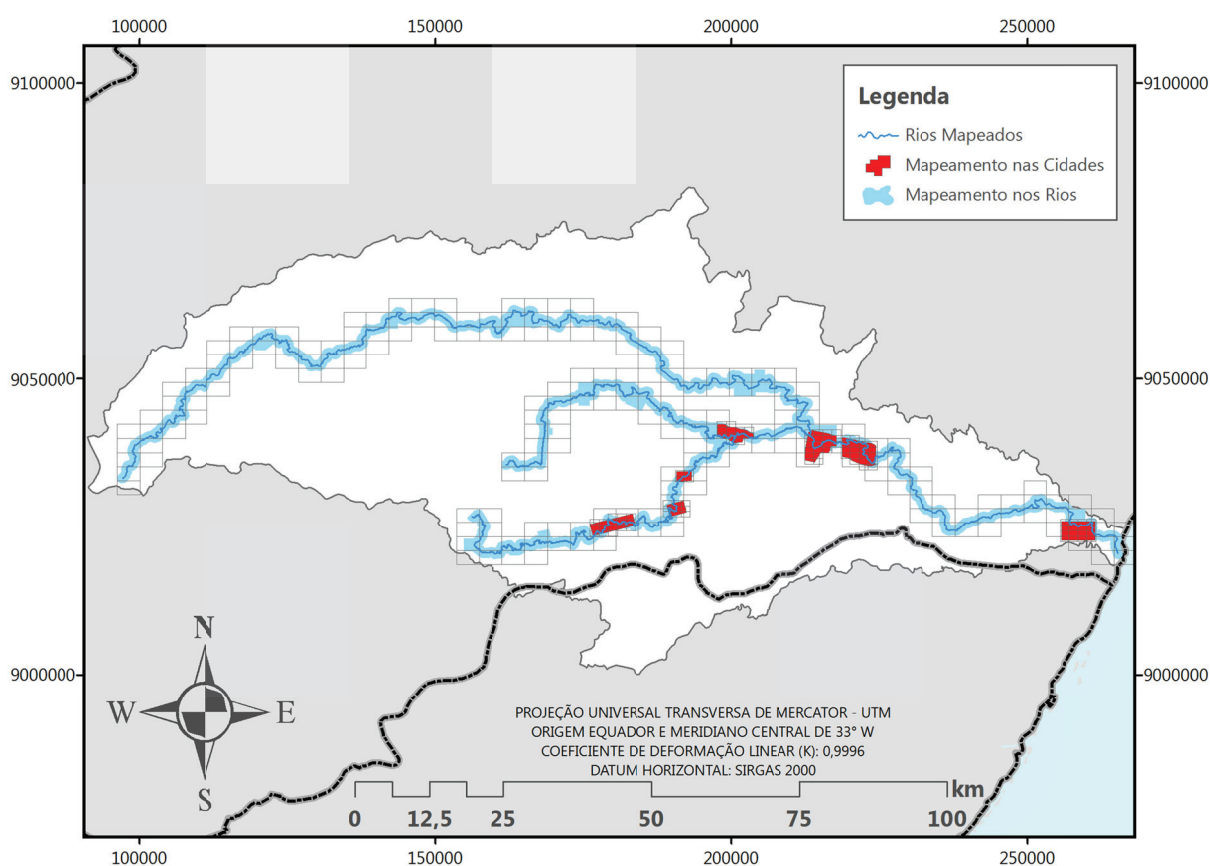 100000 150000 200000 250000
9100000 9100000
Legenda
Rios Mapeados
Mapeamento nas Cidades
Mapeamento nos Rios
9050000 9050000
N
W E
S
9000000 9000000
PROJEÇÃO UNIVERSAL TRANSVERSA DE MERCATOR - UTM
ORIGEM EQUADOR E MERIDIANO CENTRAL DE 33° W
COEFICIENTE DE DEFORMAÇÃO LINEAR (K): 0,9996
DATUM HORIZONTAL: SIRGAS 2000
km
0 12,5 25 50 75 100
100000 150000 200000 250000